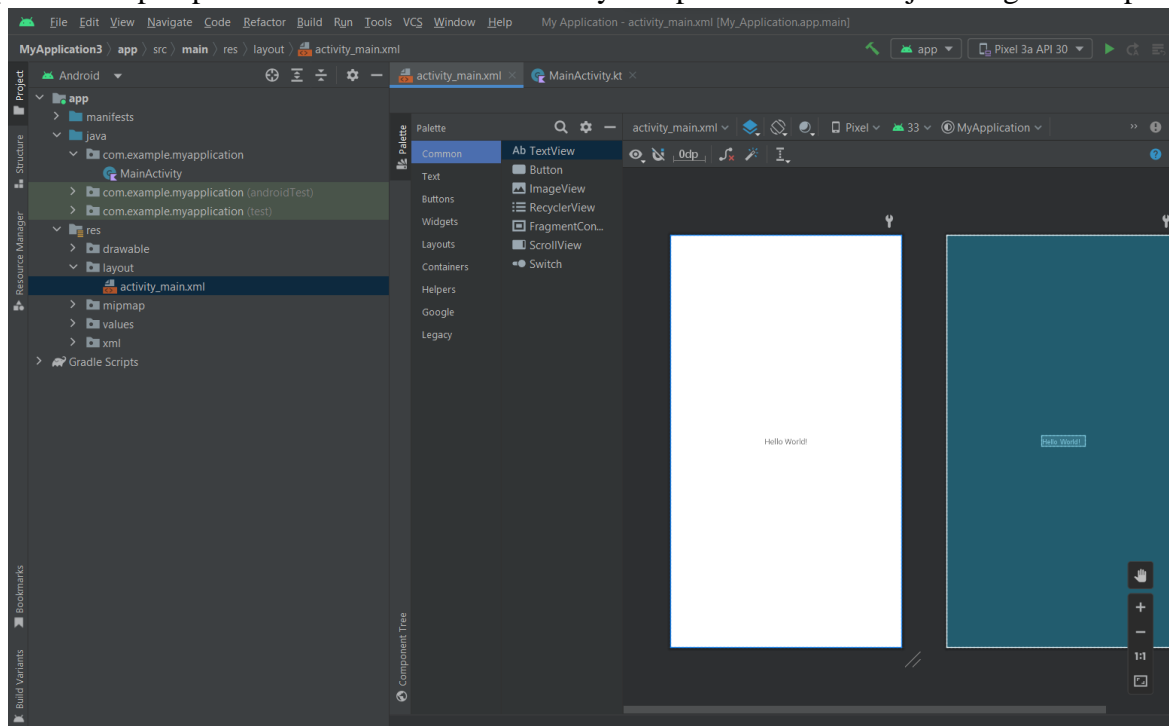 File Edit View Navigate Code Refactor Build Run Tools VCS Window Help My Application - activity_main.xml [My_Application.app.main]
MyApplication3 app src main res layout activity_main.xml
app Pixel 3a API 30
Project
Android
activity_main.xml
MainActivity.kt
app
manifests
java
com.example.myapplication
MainActivity
com.example.myapplication (androidTest)
com.example.myapplication (test)
res
drawable
layout
activity_main.xml
mipmap
values
xml
Gradle Scripts
Structure
Resource Manager
Bookmarks
Build Variants
Palette
Component Tree
Palette
Common
Text
Buttons
Widgets
Layouts
Containers
Helpers
Google
Legacy
Ab TextView
Button
ImageView
RecyclerView
FragmentCon...
ScrollView
Switch
activity_main.xml Pixel 33 MyApplication
0dp
Hello World!
Hello World!
1:1